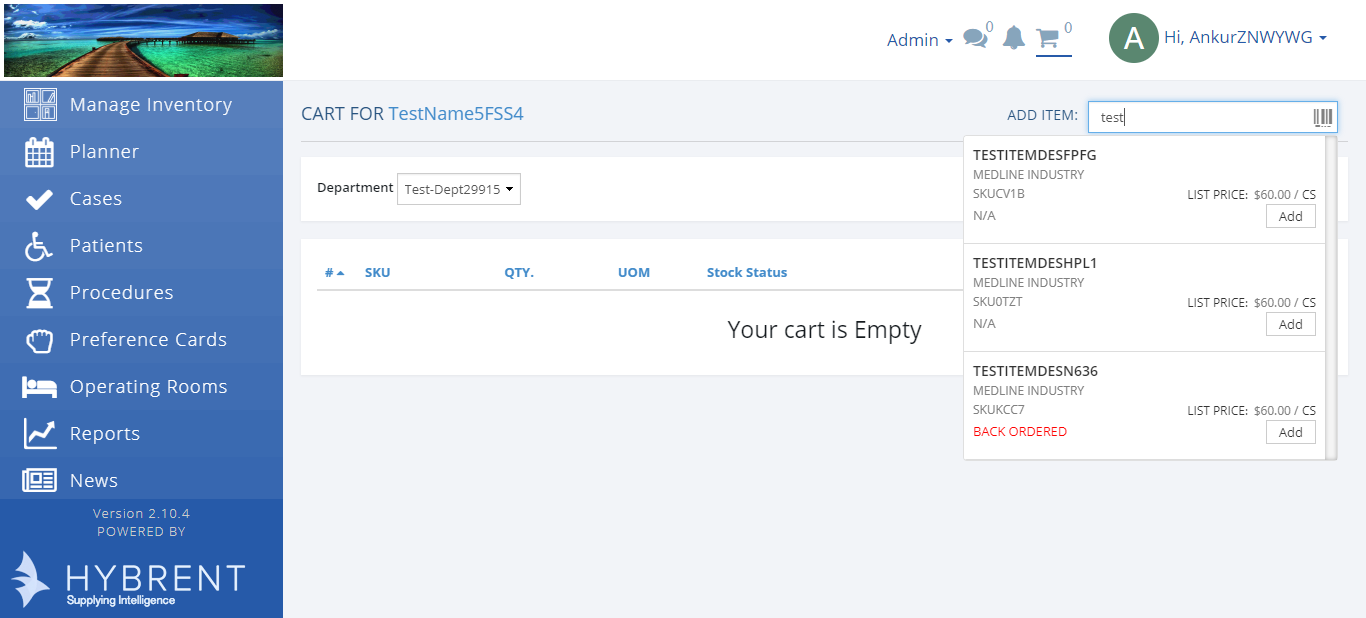 Admin
0
0
A
Hi, AnkurZNWYWG
Manage Inventory
Planner
Cases
Patients
Procedures
Preference Cards
Operating Rooms
Reports
News
Version 2.10.4
POWERED BY
HYBRENT
Supplying Intelligence
CART FOR TestName5FSS4
ADD ITEM: test
Department Test-Dept29915
# SKU QTY. UOM Stock Status
Your cart is Empty
TESTITEMDESFPFG
MEDLINE INDUSTRY
SKUCV1B LIST PRICE: $60.00 / CS
N/A Add
TESTITEMDESHPL1
MEDLINE INDUSTRY
SKU0TZT LIST PRICE: $60.00 / CS
N/A Add
TESTITEMDESN636
MEDLINE INDUSTRY
SKUKCC7 LIST PRICE: $60.00 / CS
BACK ORDERED Add